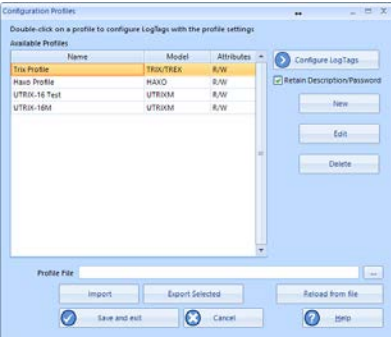 Configuration Profiles
Double-click on a profile to configure LogTags with the profile settings
Available Profiles
Name Model Attributes
Trix Profile TRIX/TREX R/W
Haxo Profile HAXO R/W
UTRIX-16 Test UTRIXM R/W
UTRIX-16M UTRIXM R/W
Configure LogTags
Retain Description/Password
New
Edit
Delete
Profile File ...
Import Export Selected Reload from file
Save and exit Cancel Help